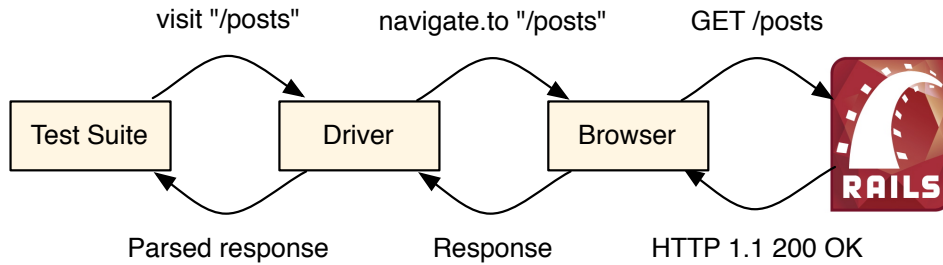 visit "/posts"
navigate.to "/posts"
GET /posts
Test Suite
Driver
Browser
RAILS
Parsed response
Response
HTTP 1.1 200 OK